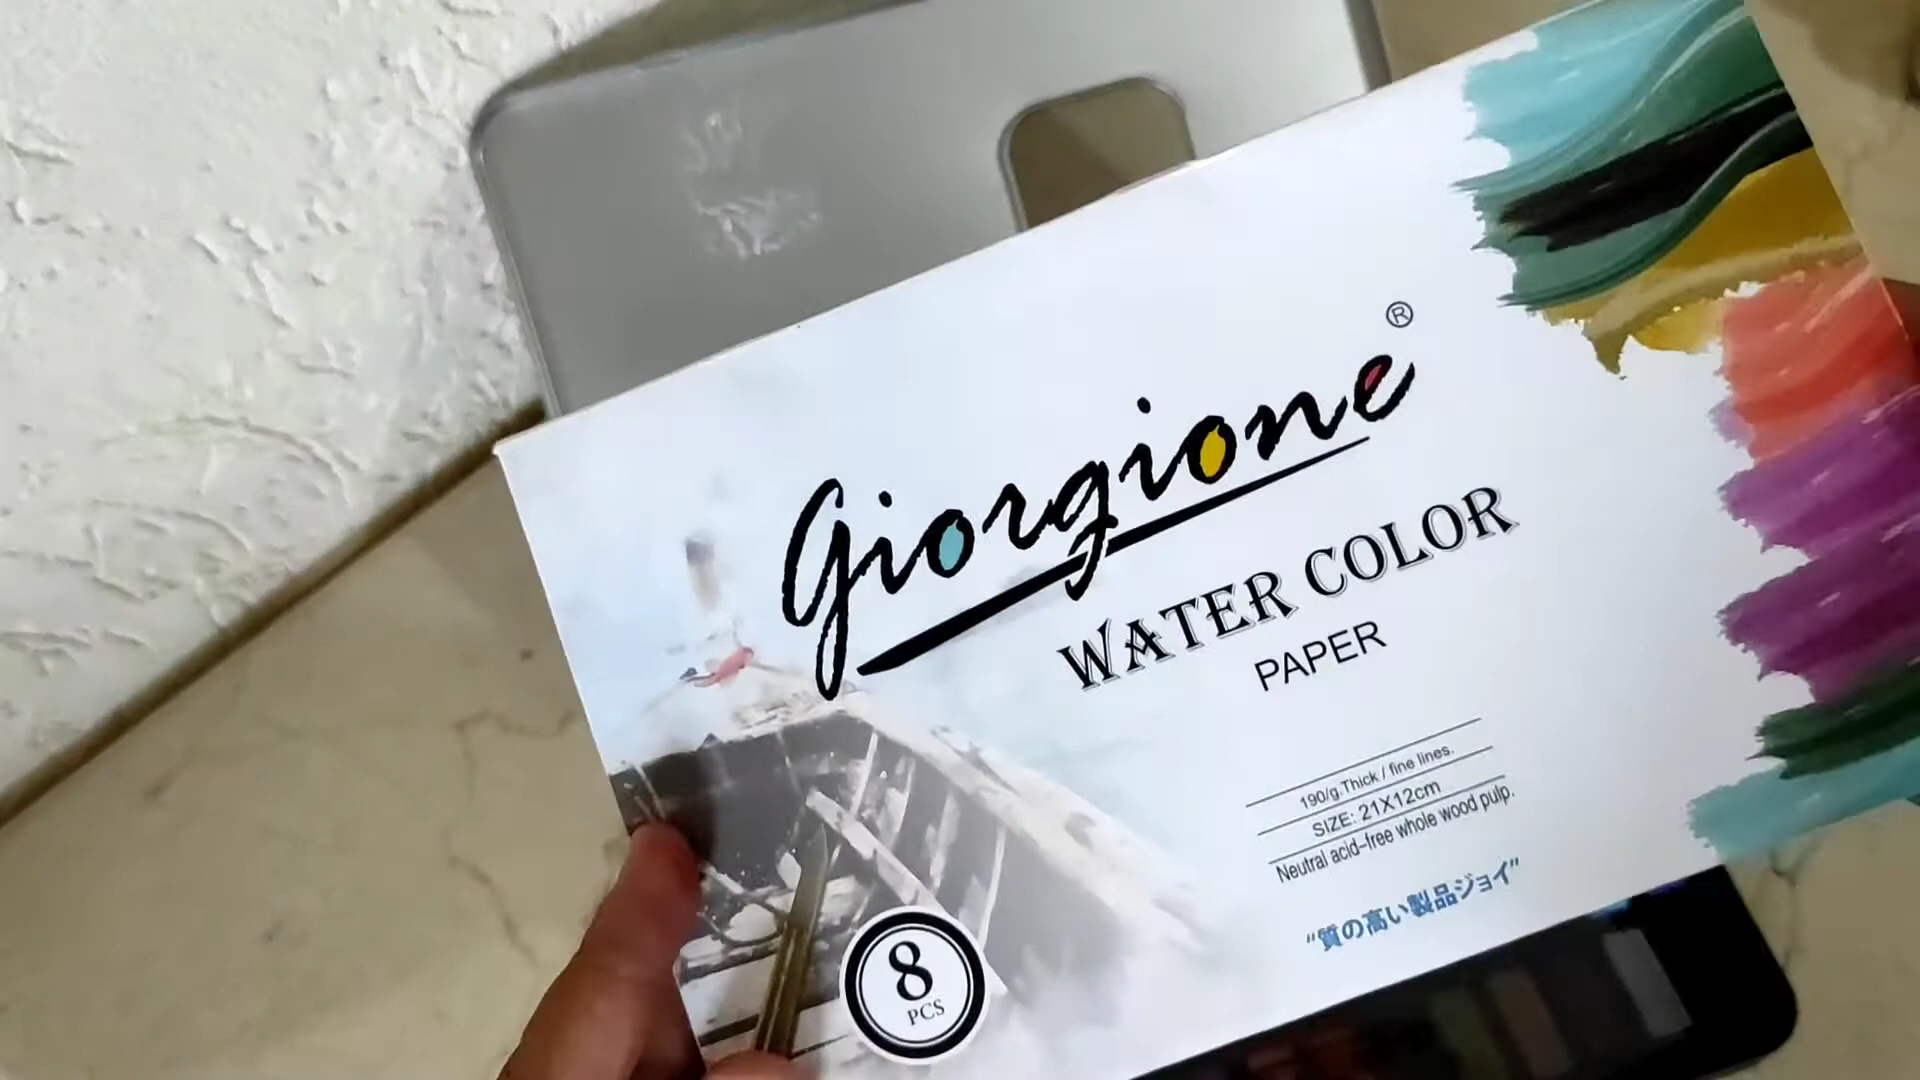 Giorgione®
WATER COLOR
PAPER
190/g.Thick / fine lines.
SIZE: 21X12cm
Neutral acid-free whole wood pulp.
“質の高い製品ジョイ”
8
PCS